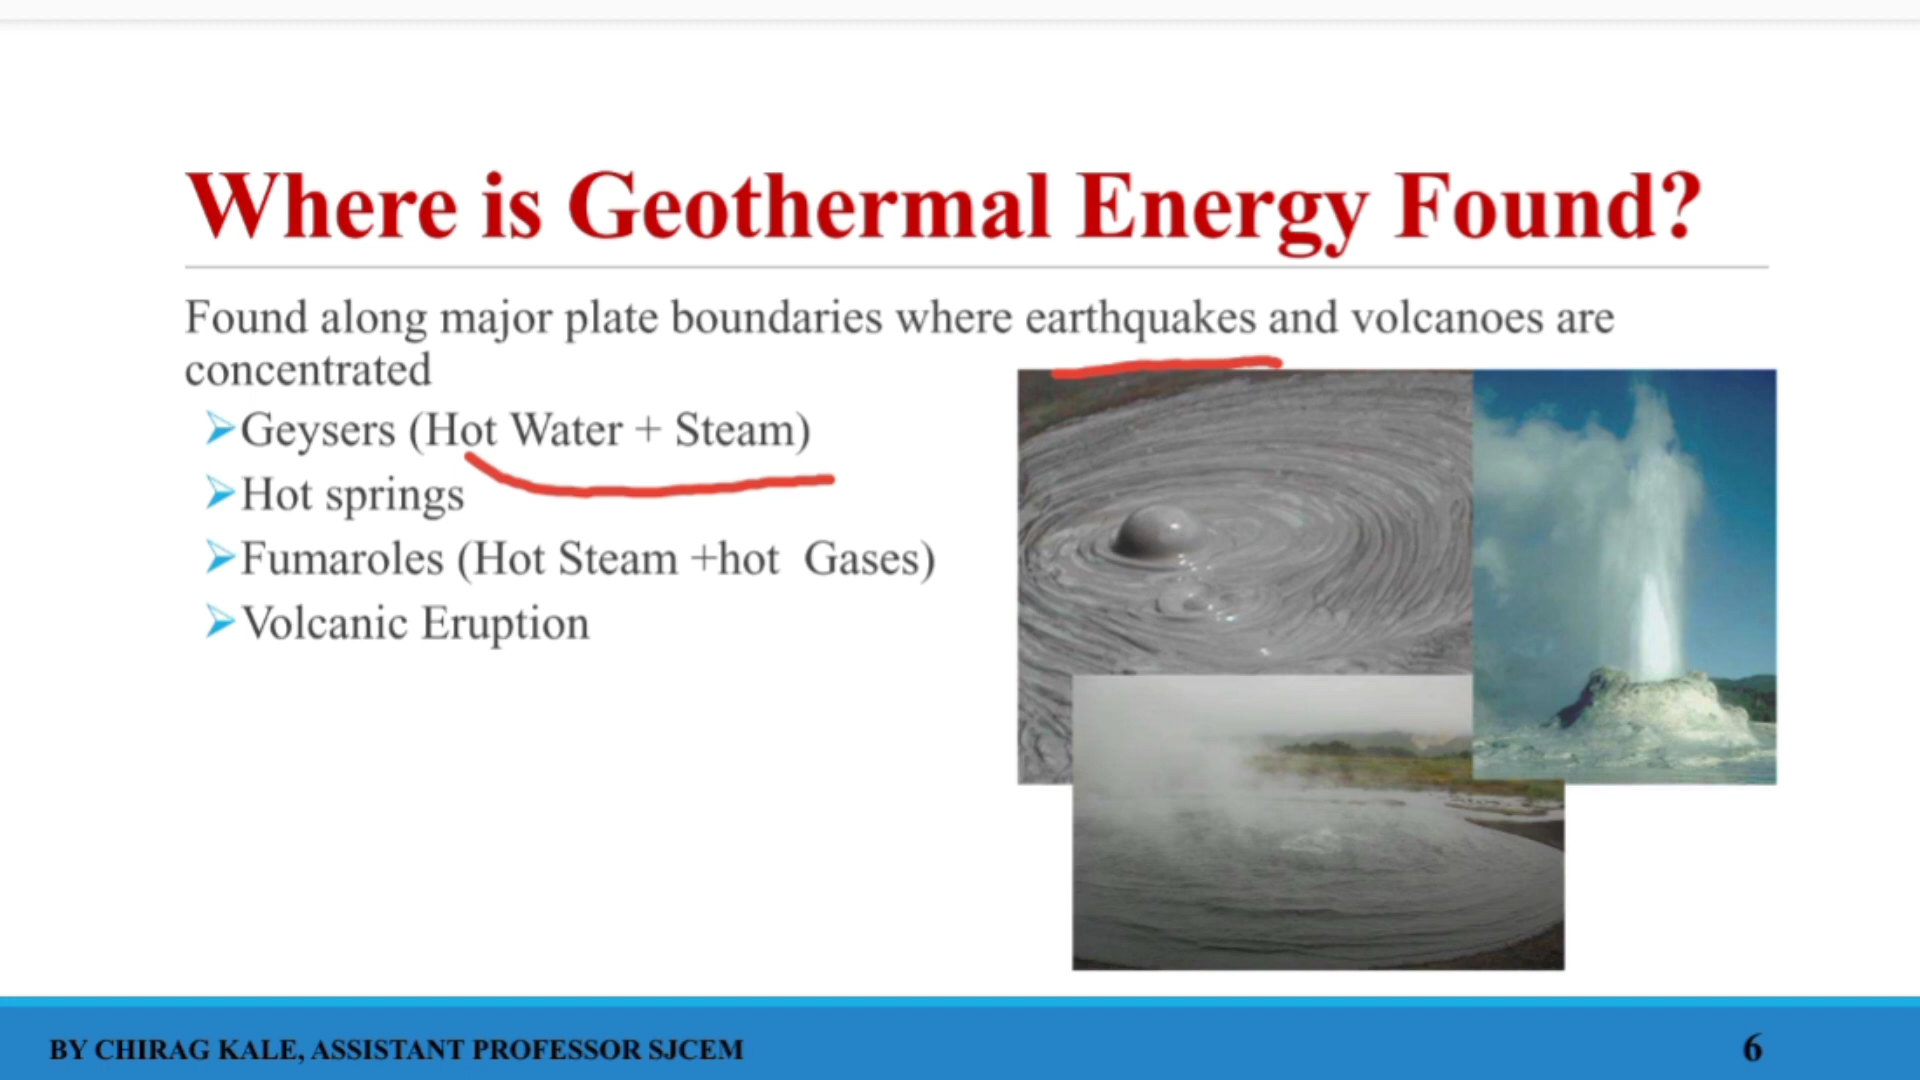 Where is Geothermal Energy Found?
Found along major plate boundaries where earthquakes and volcanoes are
concentrated
Geysers (Hot Water + Steam)
Hot springs
Fumaroles (Hot Steam +hot  Gases)
Volcanic Eruption
BY CHIRAG KALE, ASSISTANT PROFESSOR SJCEM
6